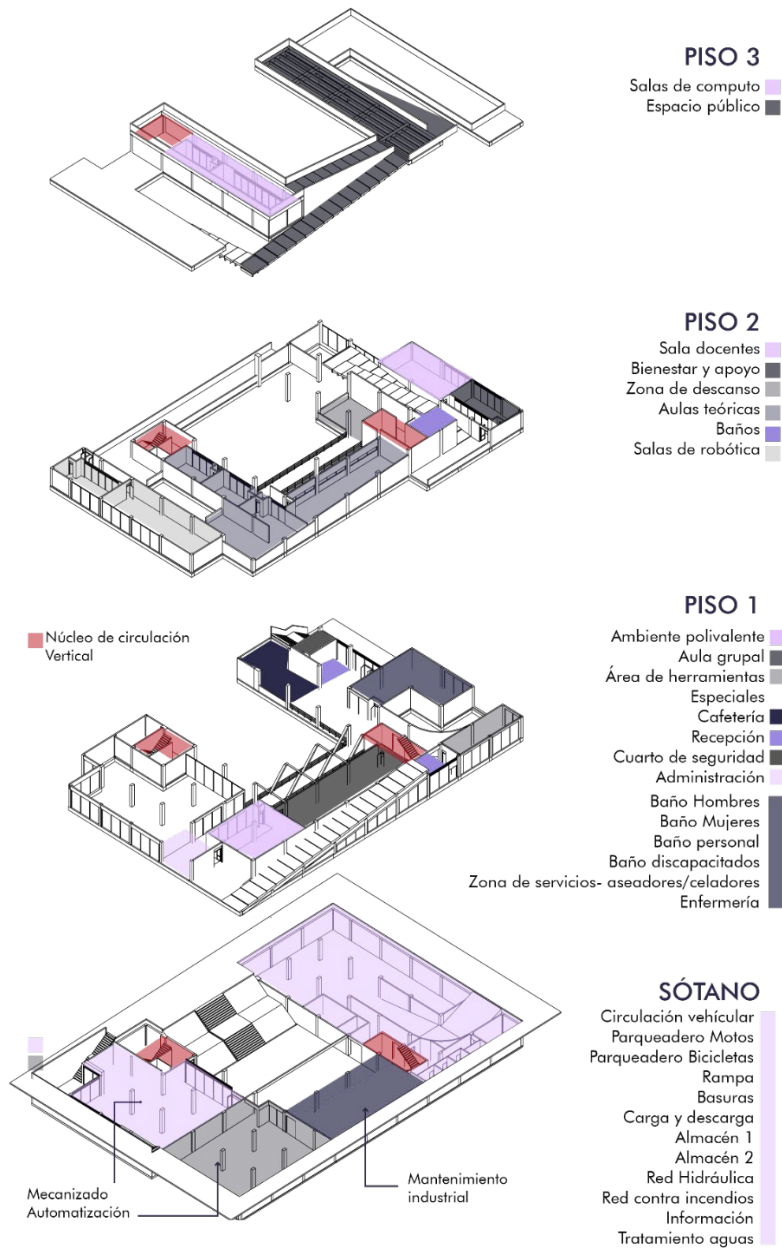 PISO 3
Salas de computo
Espacio público
PISO 2
Sala docentes
Bienestar y apoyo
Zona de descanso
Aulas teóricas
Baños
Salas de robótica
PISO 1
Núcleo de circulación
Vertical
Ambiente polivalente
Aula grupal
Área de herramientas
Especiales
Cafetería
Recepción
Cuarto de seguridad
Administración
Baño Hombres
Baño Mujeres
Baño personal
Baño discapacitados
Zona de servicios- aseadores/celadores
Enfermería
SÓTANO
Circulación vehícular
Parqueadero Motos
Parqueadero Bicicletas
Rampa
Basuras
Carga y descarga
Almacén 1
Almacén 2
Red Hidráulica
Red contra incendios
Información
Tratamiento aguas
Mecanizado
Automatización
Mantenimiento
industrial